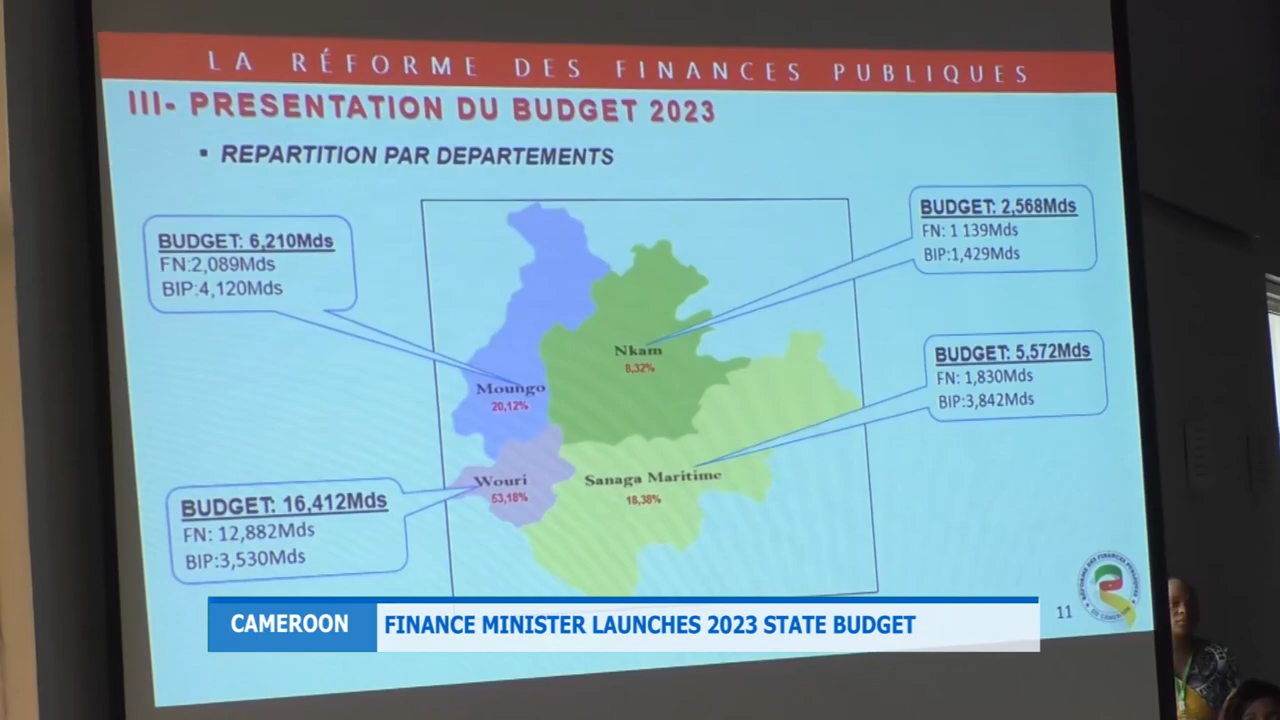 LA RÉFORME DES FINANCES PUBLIQUES
III- PRESENTATION DU BUDGET 2023
▪ REPARTITION PAR DEPARTEMENTS
BUDGET: 6,210Mds
FN:2,089Mds
BIP:4,120Mds
BUDGET: 2,568Mds
FN: 1 139Mds
BIP:1,429Mds
Nkam
8,32%
BUDGET: 5,572Mds
FN: 1,830Mds
BIP:3,842Mds
Moungo
20,12%
Wouri
53,18%
Sanaga Maritime
18,38%
BUDGET: 16,412Mds
FN: 12,882Mds
BIP:3,530Mds
11
CAMEROON
FINANCE MINISTER LAUNCHES 2023 STATE BUDGET